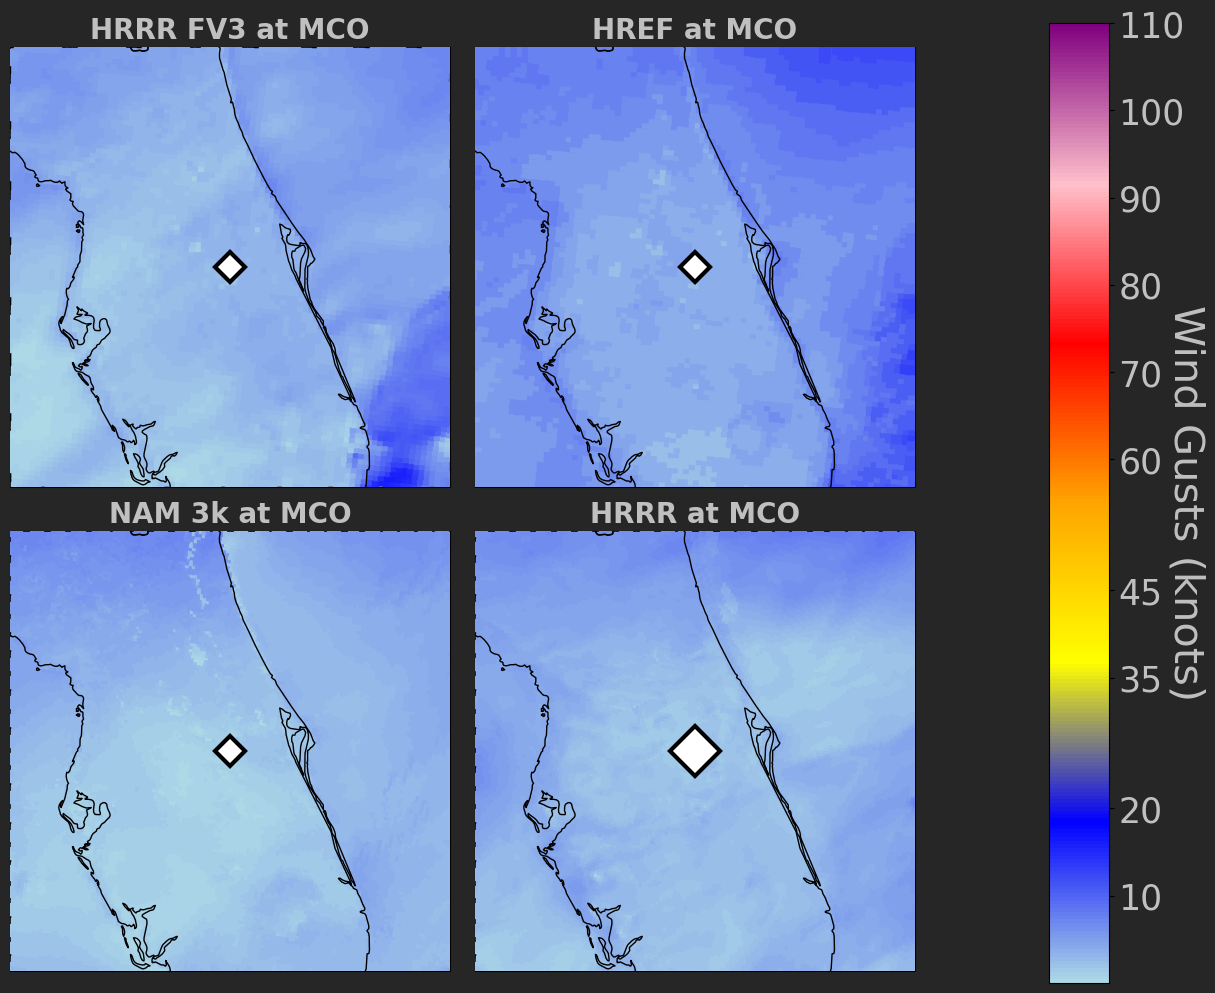 HRRR FV3 at MCO
HREF at MCO
NAM 3k at MCO
HRRR at MCO
110
100
90
80
70
60
45
35
20
10
Wind Gusts (knots)